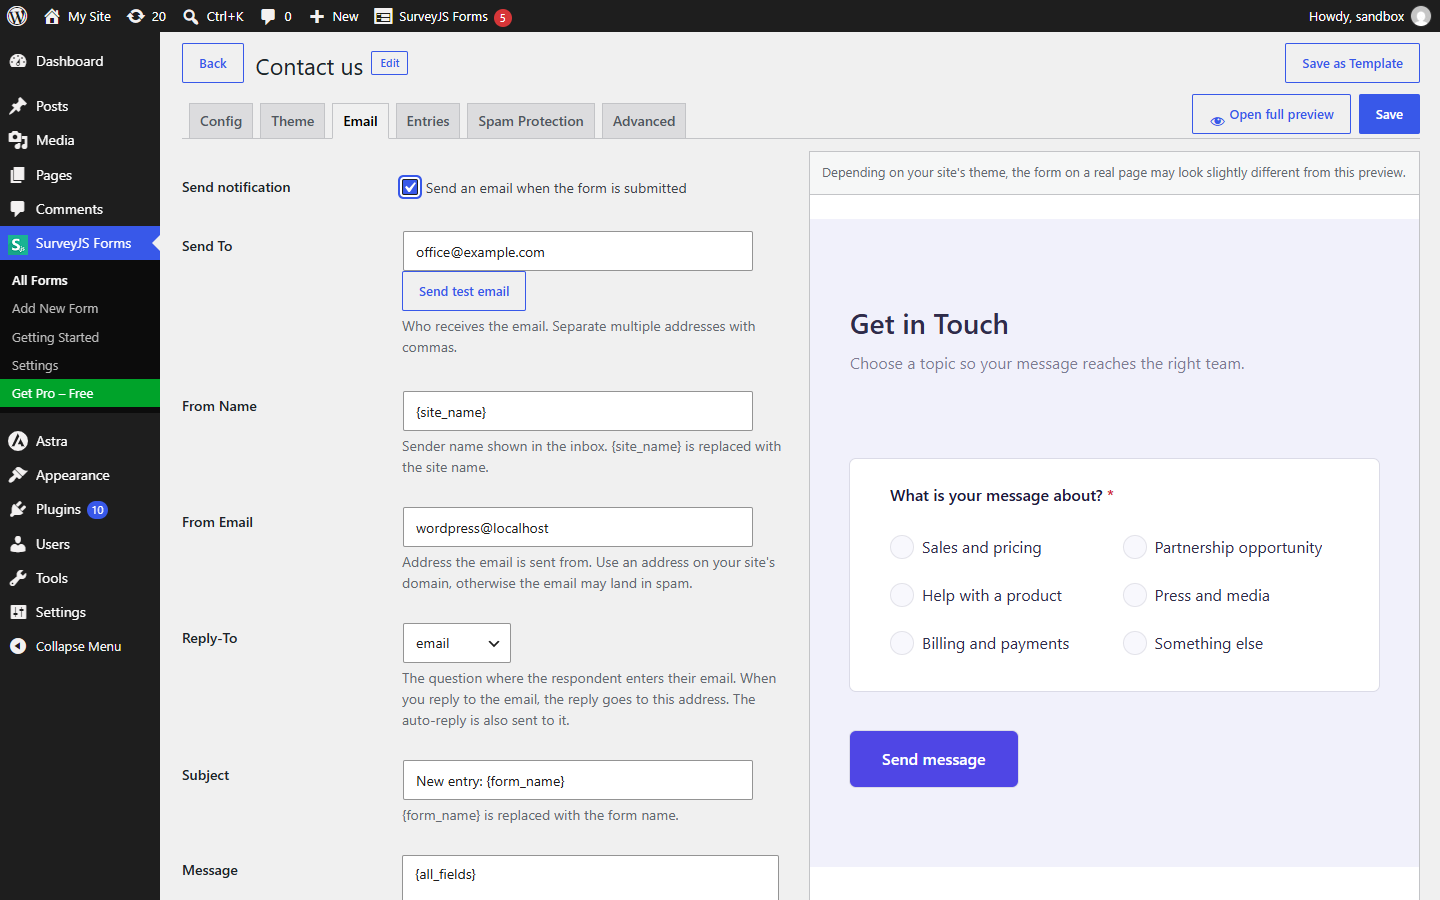 My Site
20
Ctrl+K
0
New
SurveyJS Forms 5
Howdy, sandbox
Dashboard
Posts
Media
Pages
Comments
SurveyJS Forms
All Forms
Add New Form
Getting Started
Settings
Get Pro – Free
Astra
Appearance
Plugins 10
Users
Tools
Settings
Collapse Menu
Back
Contact us
Edit
Save as Template
Config
Theme
Email
Entries
Spam Protection
Advanced
Open full preview
Save
Send notification
Send an email when the form is submitted
Send To
office@example.com
Send test email
Who receives the email. Separate multiple addresses with
commas.
From Name
{site_name}
Sender name shown in the inbox. {site_name} is replaced with
the site name.
From Email
wordpress@localhost
Address the email is sent from. Use an address on your site's
domain, otherwise the email may land in spam.
Reply-To
email
The question where the respondent enters their email. When
you reply to the email, the reply goes to this address. The
auto-reply is also sent to it.
Subject
New entry: {form_name}
{form_name} is replaced with the form name.
Message
{all_fields}
Depending on your site's theme, the form on a real page may look slightly different from this preview.
Get in Touch
Choose a topic so your message reaches the right team.
What is your message about? *
Sales and pricing
Partnership opportunity
Help with a product
Press and media
Billing and payments
Something else
Send message